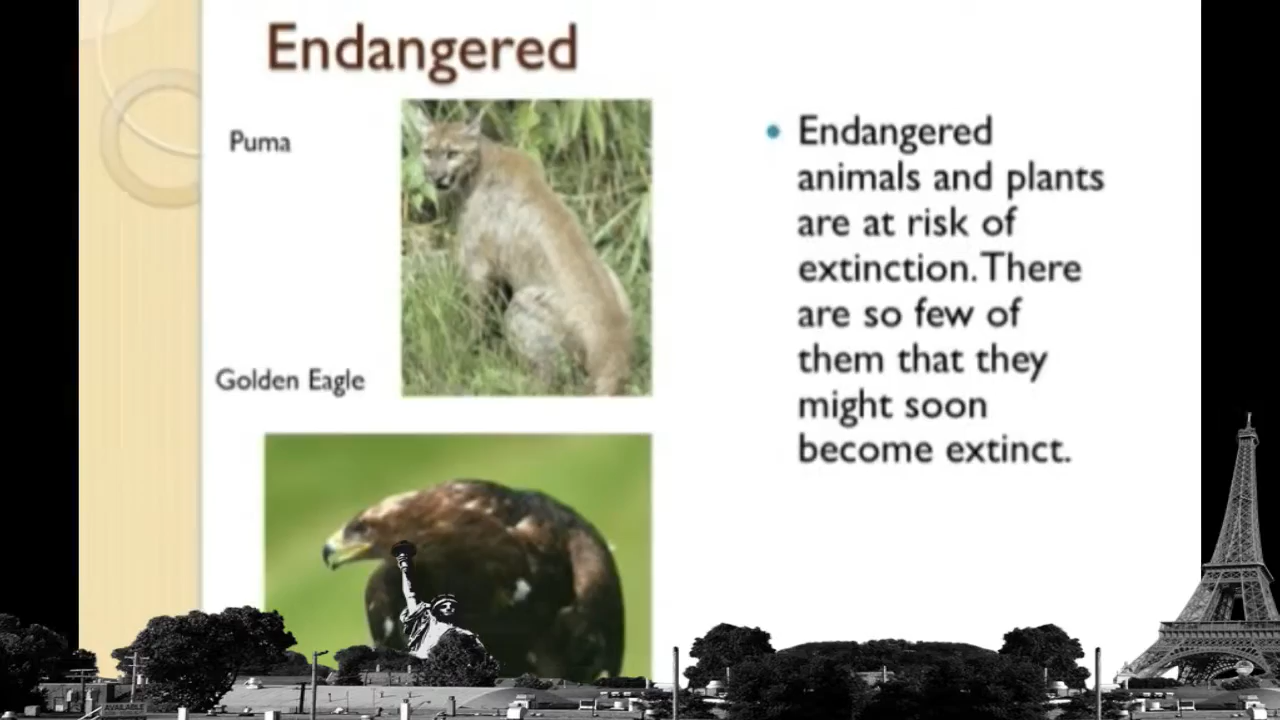 Endangered
Puma
Golden Eagle
Endangered
animals and plants
are at risk of
extinction. There
are so few of
them that they
might soon
become extinct.
AVAILABLE